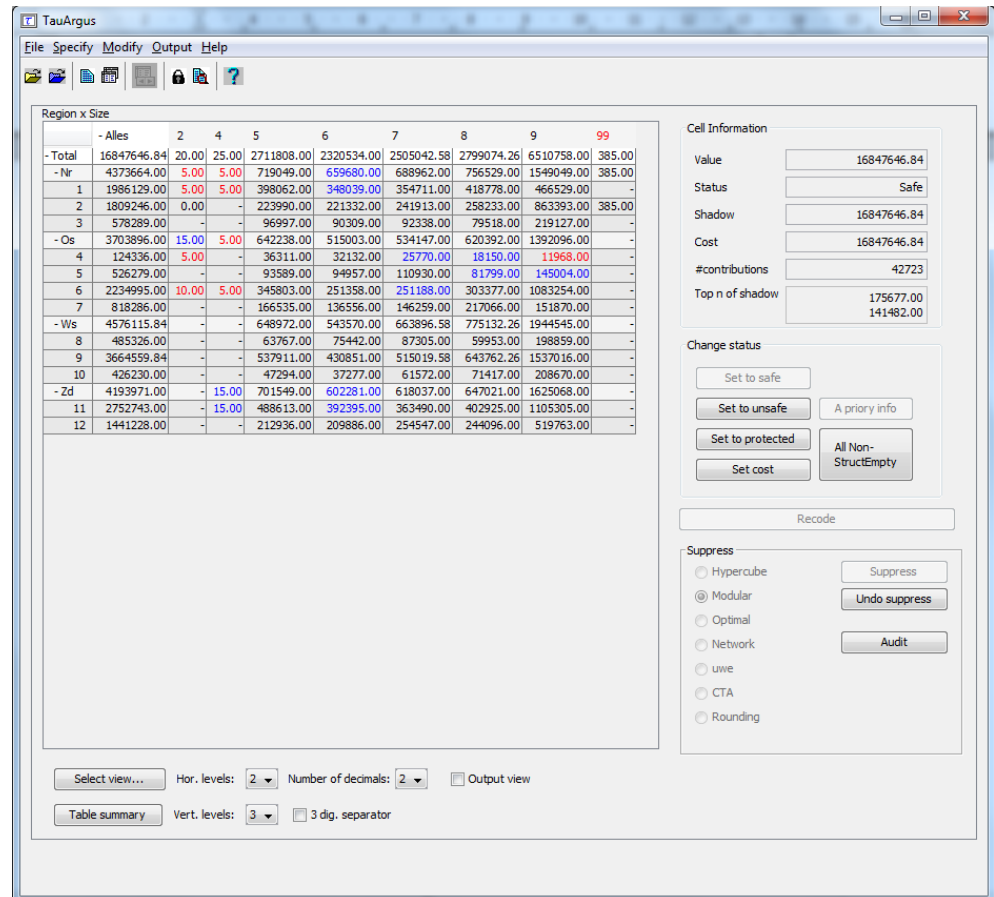 TauArgus
File Specify Modify Output Help
Region x Size
- Alles 2 4 5 6 7 8 9 99
- Total 16847646.84 20.00 25.00 2711808.00 2320534.00 2505042.58 2799074.26 6510758.00 385.00
- Nr 4373664.00 5.00 5.00 719049.00 659680.00 688962.00 756529.00 1549049.00 385.00
1 1986129.00 5.00 5.00 398062.00 348039.00 354711.00 418778.00 466529.00 -
2 1809246.00 0.00 - 223990.00 221332.00 241913.00 258233.00 863393.00 385.00
3 578289.00 - - 96997.00 90309.00 92338.00 79518.00 219127.00 -
- Os 3703896.00 15.00 5.00 642238.00 515003.00 534147.00 620392.00 1392096.00 -
4 124336.00 5.00 - 36311.00 32132.00 25770.00 18150.00 11968.00 -
5 526279.00 - - 93589.00 94957.00 110930.00 81799.00 145004.00 -
6 2234995.00 10.00 5.00 345803.00 251358.00 251188.00 303377.00 1083254.00 -
7 818286.00 - - 166535.00 136556.00 146259.00 217066.00 151870.00 -
- Ws 4576115.84 - - 648972.00 543570.00 663896.58 775132.26 1944545.00 -
8 485326.00 - - 63767.00 75442.00 87305.00 59953.00 198859.00 -
9 3664559.84 - - 537911.00 430851.00 515019.58 643762.26 1537016.00 -
10 426230.00 - - 47294.00 37277.00 61572.00 71417.00 208670.00 -
- Zd 4193971.00 - 15.00 701549.00 602281.00 618037.00 647021.00 1625068.00 -
11 2752743.00 - 15.00 488613.00 392395.00 363490.00 402925.00 1105305.00 -
12 1441228.00 - - 212936.00 209886.00 254547.00 244096.00 519763.00 -
Cell Information
Value 16847646.84
Status Safe
Shadow 16847646.84
Cost 16847646.84
#contributions 42723
Top n of shadow 175677.00
141482.00
Change status
Set to safe
Set to unsafe A priory info
Set to protected All Non-
StructEmpty
Set cost
Recode
Suppress
Hypercube Suppress
Modular Undo suppress
Optimal
Network Audit
uwe
CTA
Rounding
Select view... Hor. levels: 2 Number of decimals: 2 Output view
Table summary Vert. levels: 3 3 dig. separator